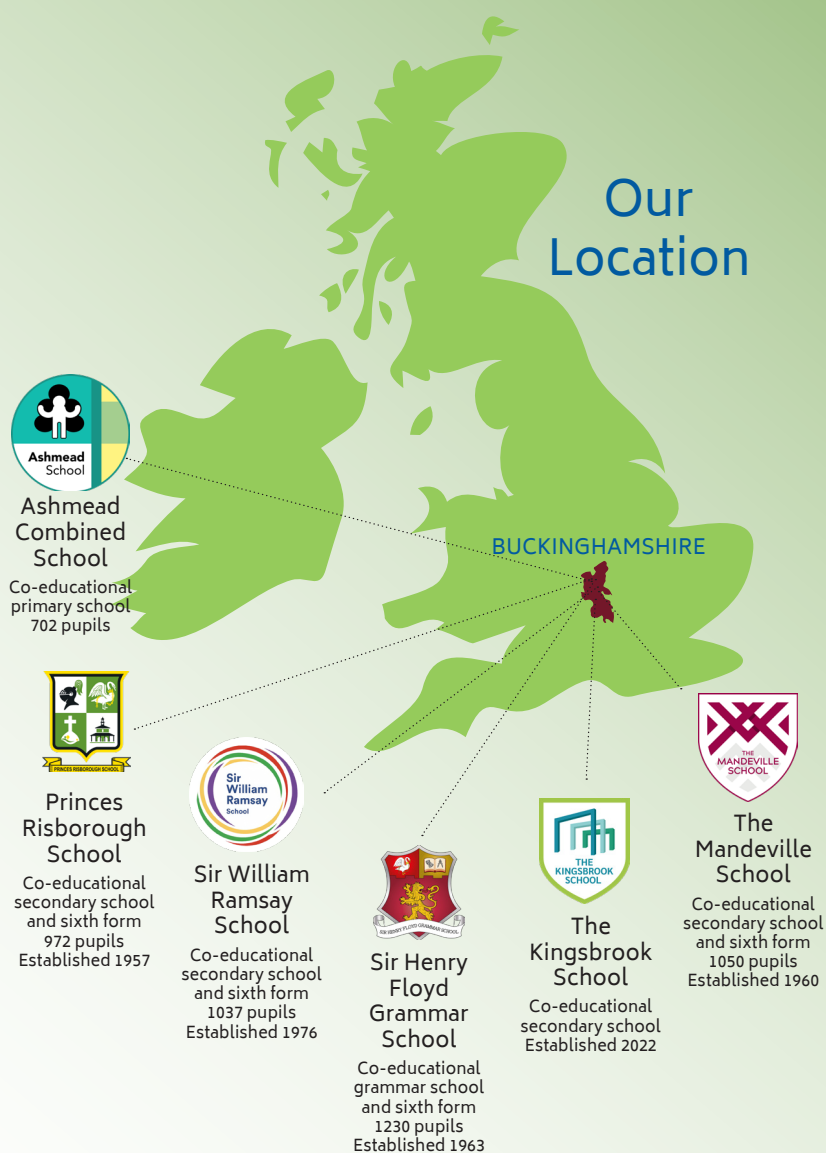 Our
Location
BUCKINGHAMSHIRE
Ashmead
School
Ashmead
Combined
School
Co-educational
primary school
702 pupils
PRINCES RISBOROUGH SCHOOL
Princes
Risborough
School
Co-educational
secondary school
and sixth form
972 pupils
Established 1957
Sir
William
Ramsay
School
Sir William
Ramsay
School
Co-educational
secondary school
and sixth form
1037 pupils
Established 1976
SIR HENRY FLOYD GRAMMAR SCHOOL
Sir Henry
Floyd
Grammar
School
Co-educational
grammar school
and sixth form
1230 pupils
Established 1963
THE
KINGSBROOK
SCHOOL
The
Kingsbrook
School
Co-educational
secondary school
Established 2022
THE
MANDEVILLE
SCHOOL
The
Mandeville
School
Co-educational
secondary school
and sixth form
1050 pupils
Established 1960